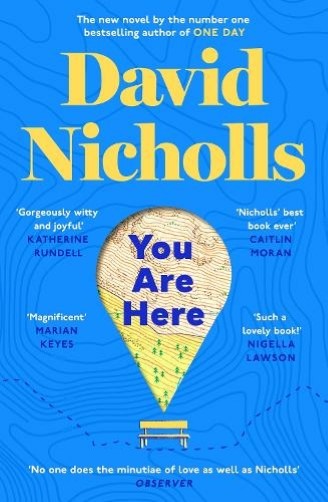 The new novel by the number one
bestselling author of ONE DAY
David
Nicholls
'Gorgeously witty
and joyful'
KATHERINE
RUNDELL
'Nicholls' best
book ever'
CAITLIN
MORAN
You
Are
Here
'Magnificent'
MARIAN
KEYES
'Such a
lovely book!'
NIGELLA
LAWSON
'No one does the minutiae of love as well as Nicholls'
OBSERVER